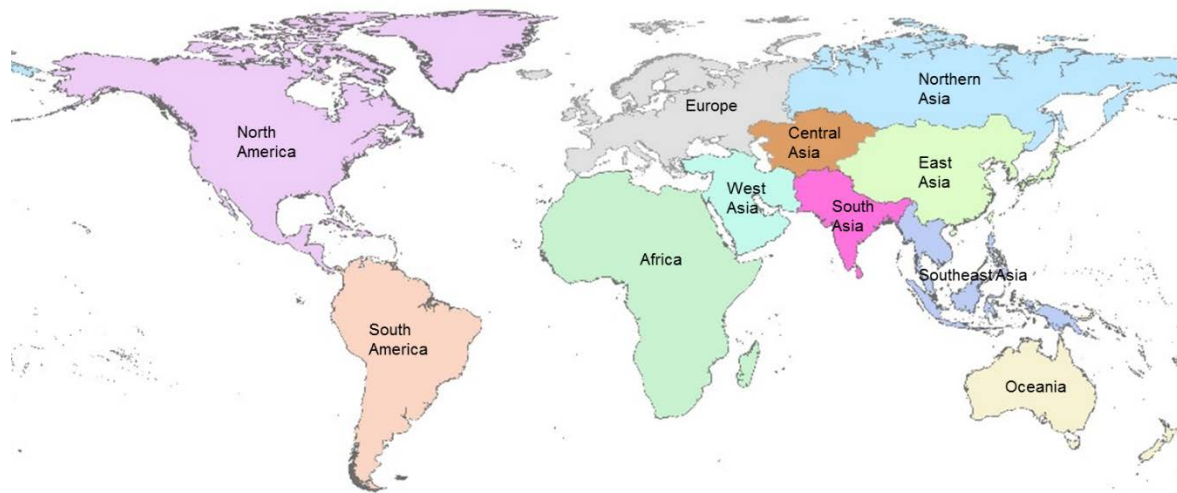 North
America
South
America
Europe
Africa
West
Asia
Central
Asia
Northern
Asia
East
Asia
South
Asia
Southeast Asia
Oceania